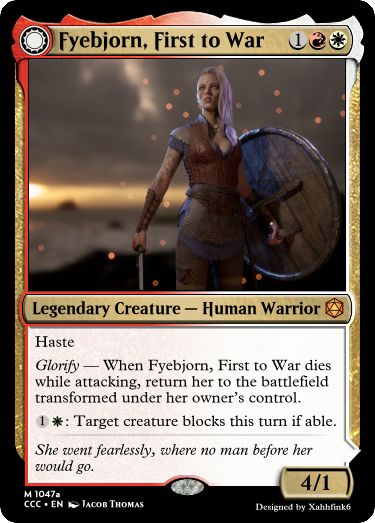 Fyebjorn, First to War 1
Legendary Creature — Human Warrior
Haste
Glorify — When Fyebjorn, First to War dies
while attacking, return her to the battlefield
transformed under her owner's control.
1 : Target creature blocks this turn if able.
She went fearlessly, where no man before her
would go.
4/1
M 1047a
CCC • EN Jacob Thomas
Designed by Xahhfink6